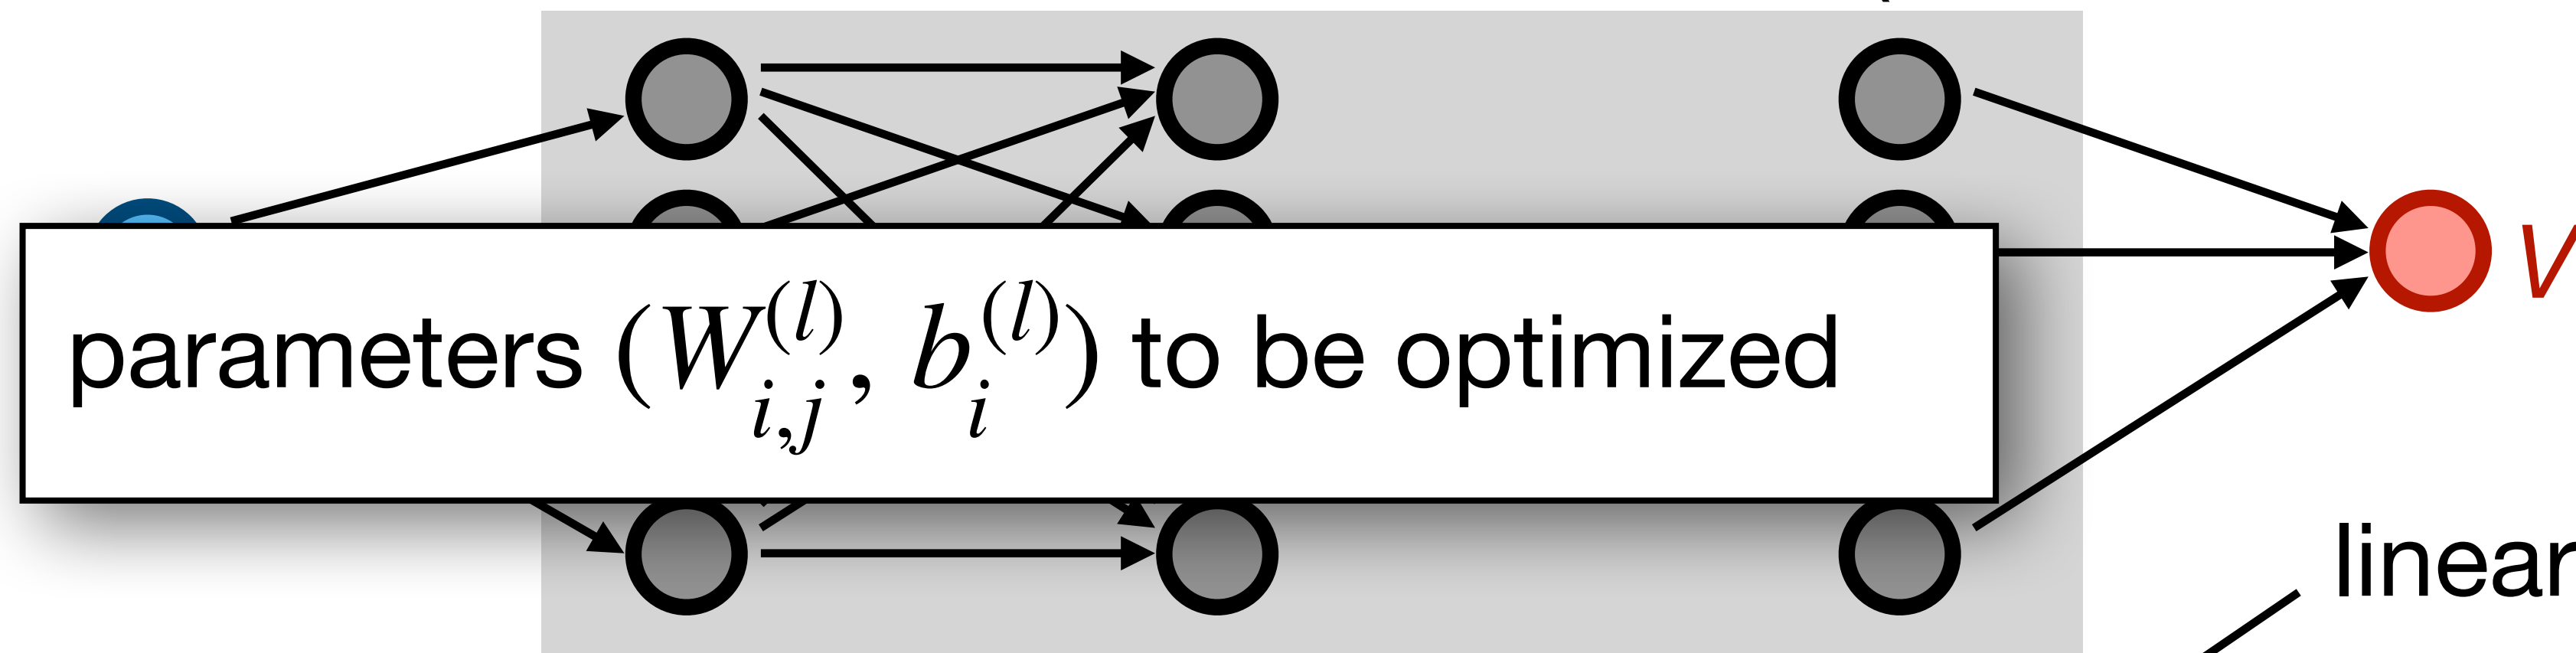 V
parameters (W_{i,j}^{(l)}, b_i^{(l)}) to be optimized
linear